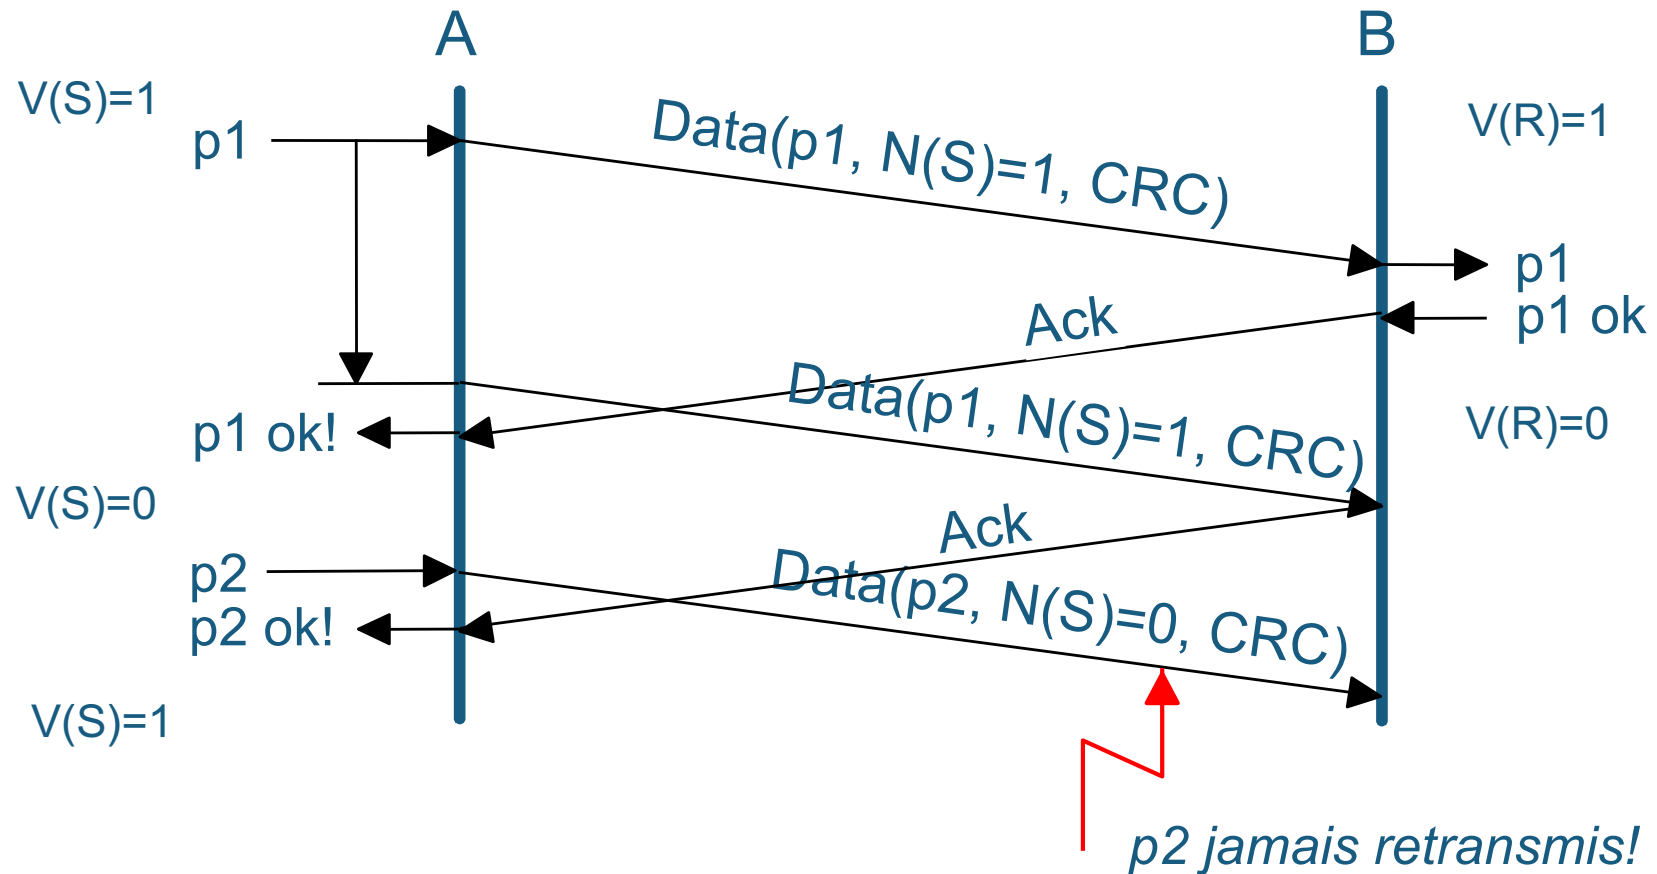 A
B
V(S)=1
V(R)=1
p1
Data(p1, N(S)=1, CRC)
p1
Ack
p1 ok
Data(p1, N(S)=1, CRC)
p1 ok!
V(R)=0
V(S)=0
Ack
p2
Data(p2, N(S)=0, CRC)
p2 ok!
V(S)=1
p2 jamais retransmis!